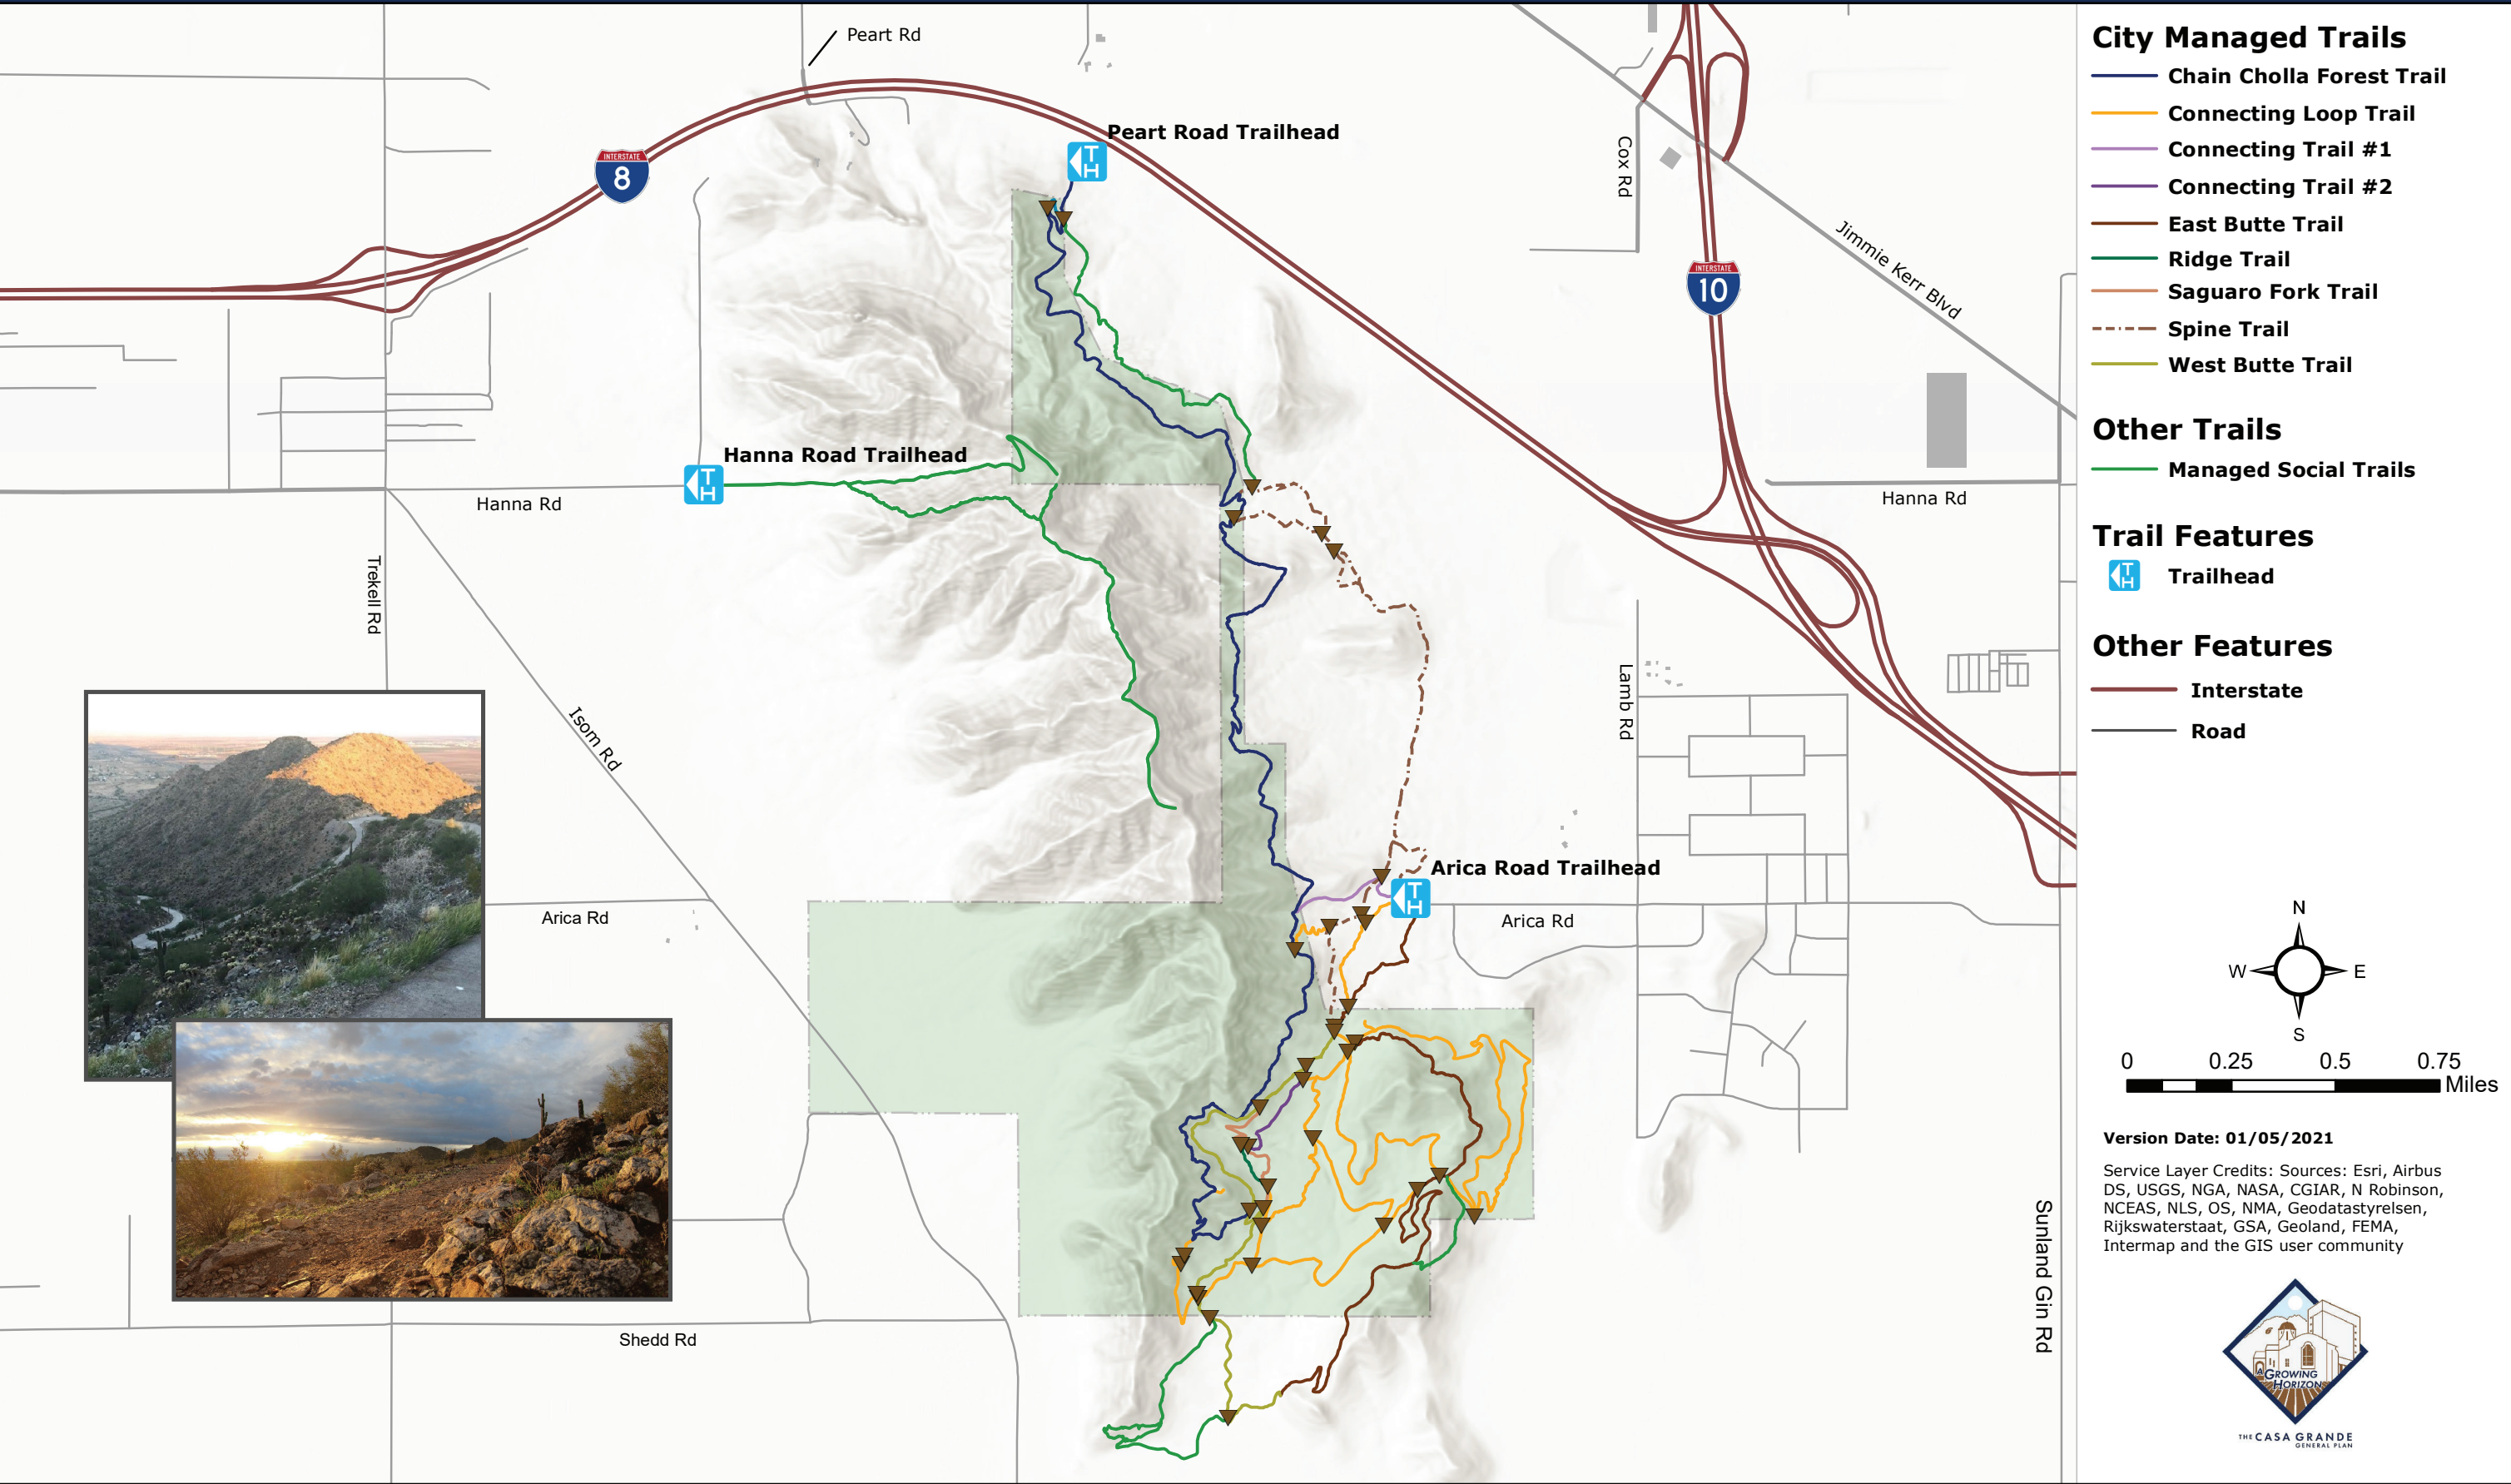 Peart Rd
Peart Road Trailhead
TH
INTERSTATE
8
Cox Rd
INTERSTATE
10
Jimmie Kerr Blvd
Hanna Road Trailhead
TH
Hanna Rd
Hanna Rd
Trekell Rd
Isom Rd
Lamb Rd
Arica Road Trailhead
TH
Arica Rd
Arica Rd
Shedd Rd
Sunland Gin Rd
City Managed Trails
Chain Cholla Forest Trail
Connecting Loop Trail
Connecting Trail #1
Connecting Trail #2
East Butte Trail
Ridge Trail
Saguaro Fork Trail
Spine Trail
West Butte Trail
Other Trails
Managed Social Trails
Trail Features
TH
Trailhead
Other Features
Interstate
Road
N
W E
S
0 0.25 0.5 0.75
Miles
Version Date: 01/05/2021
Service Layer Credits: Sources: Esri, Airbus
DS, USGS, NGA, NASA, CGIAR, N Robinson,
NCEAS, NLS, OS, NMA, Geodatastyrelsen,
Rijkswaterstaat, GSA, Geoland, FEMA,
Intermap and the GIS user community
A GROWING
HORIZON
THE CASA GRANDE
GENERAL PLAN